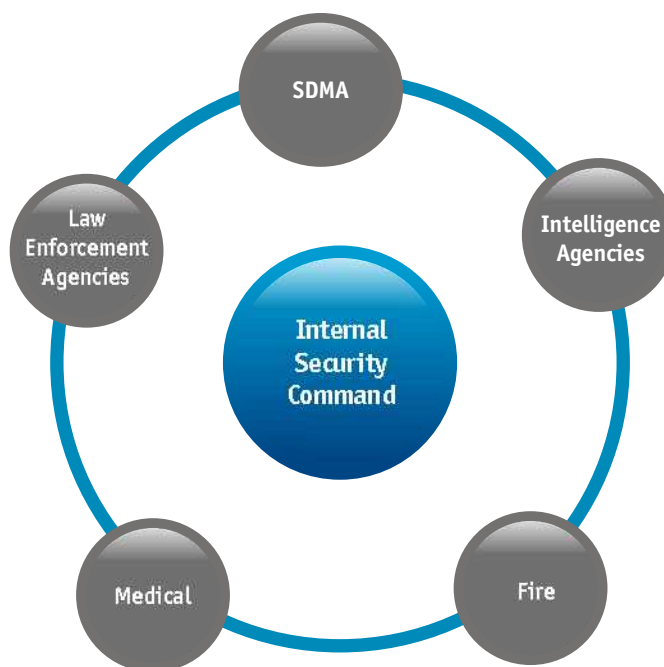 SDMA
Law
Enforcement
Agencies
Intelligence
Agencies
Internal
Security
Command
Medical
Fire